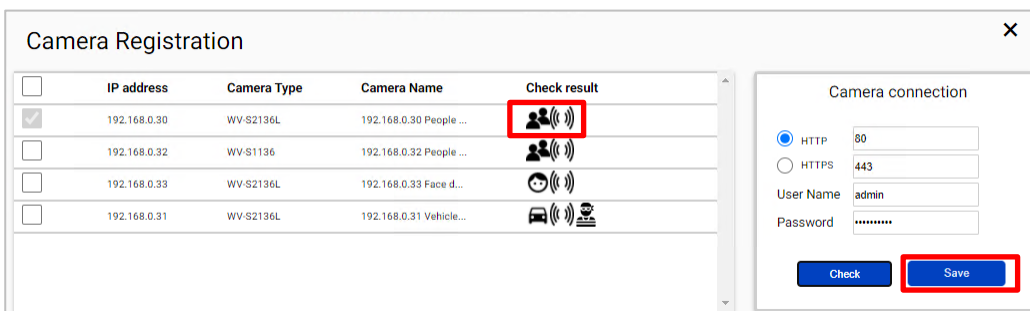 Camera Registration
×
IP address Camera Type Camera Name Check result
192.168.0.30 WV-S2136L 192.168.0.30 People ...
192.168.0.32 WV-S1136 192.168.0.32 People ...
192.168.0.33 WV-S2136L 192.168.0.33 Face d...
192.168.0.31 WV-S2136L 192.168.0.31 Vehicle...
Camera connection
HTTP 80
HTTPS 443
User Name admin
Password ••••••••••
Check Save